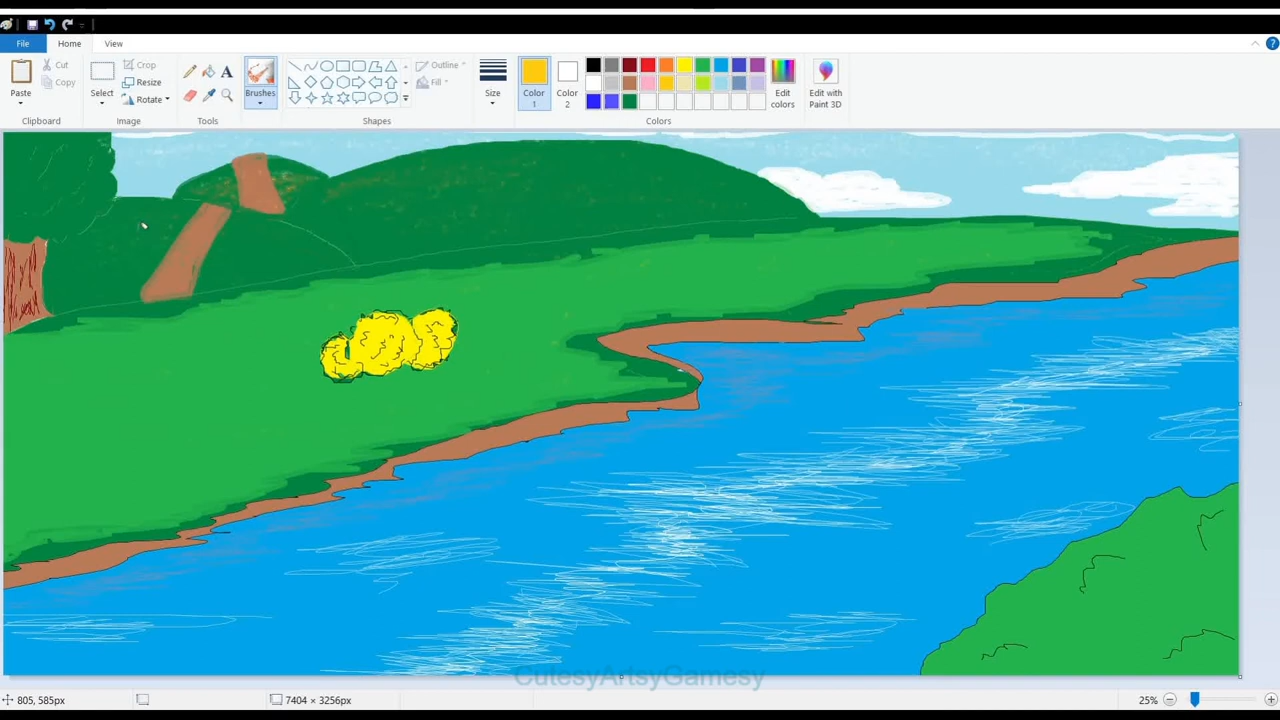 File Home View
Paste
Cut
Copy
Clipboard
Select
Crop
Resize
Rotate
Image
Tools
Brushes
Shapes
Outline
Fill
Size
Color 1
Color 2
Colors
Edit colors
Edit with Paint 3D
CutesyArtsyGamesy
805, 585px
7404 × 3256px
25%